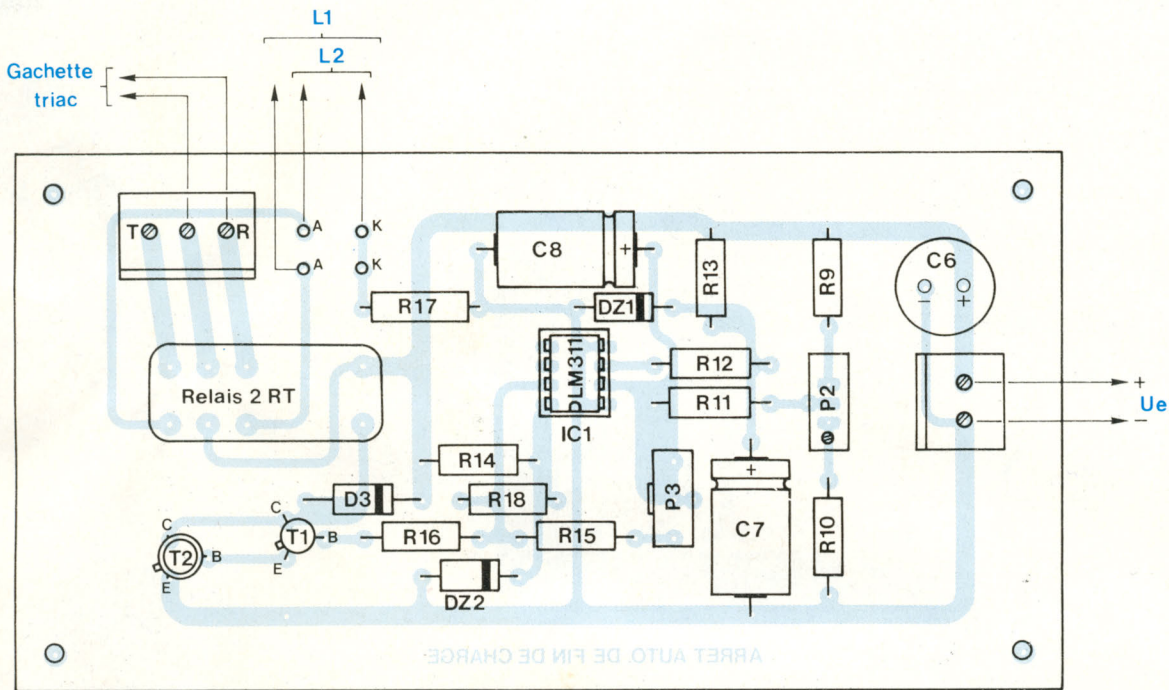 L1
L2
Gachette
triac
T R
A K
A K
C8 +
R13
R9
C6
- +
R17
DZ1
LM311
IC1
R12
R11
P2
+
Ue
-
Relais 2 RT
R14
D3
R18
P3
+
C7
R10
C
T1
B
E
R16
R15
C
T2
B
E
DZ2
ARRET AUTO. DE FIN DE CHARGE